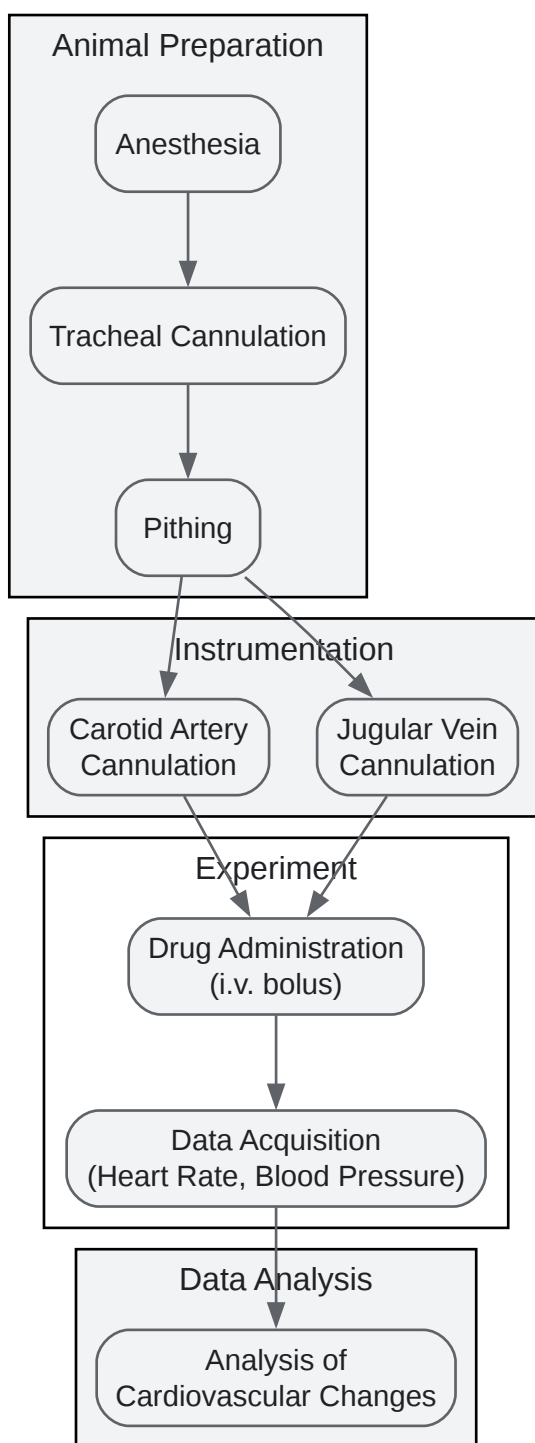 Animal Preparation
Anesthesia
Tracheal Cannulation
Pithing
Instrumentation
Carotid Artery
Cannulation
Jugular Vein
Cannulation
Experiment
Drug Administration
(i.v. bolus)
Data Acquisition
(Heart Rate, Blood Pressure)
Data Analysis
Analysis of
Cardiovascular Changes